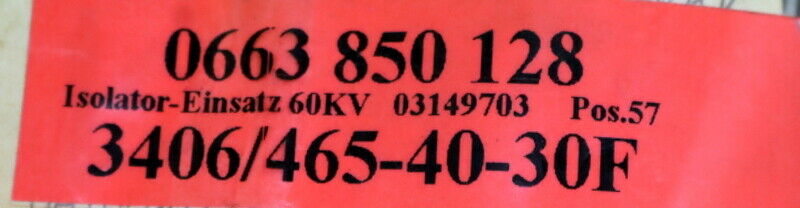 0663 850 128
Isolator-Einsatz 60KV 03149703 Pos.57
3406/465-40-30F